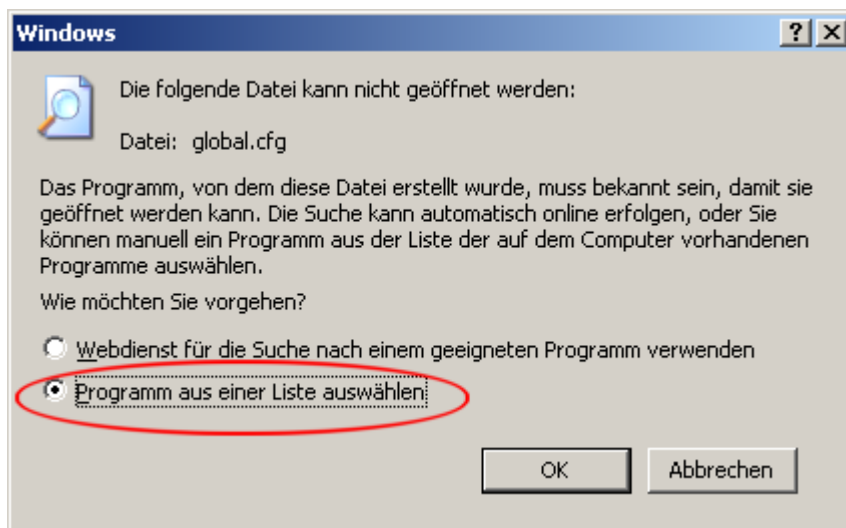 Windows
Die folgende Datei kann nicht geöffnet werden:
Datei: global.cfg
Das Programm, von dem diese Datei erstellt wurde, muss bekannt sein, damit sie
geöffnet werden kann. Die Suche kann automatisch online erfolgen, oder Sie
können manuell ein Programm aus der Liste der auf dem Computer vorhandenen
Programme auswählen.
Wie möchten Sie vorgehen?
Webdienst für die Suche nach einem geeigneten Programm verwenden
Programm aus einer Liste auswählen
OK Abbrechen